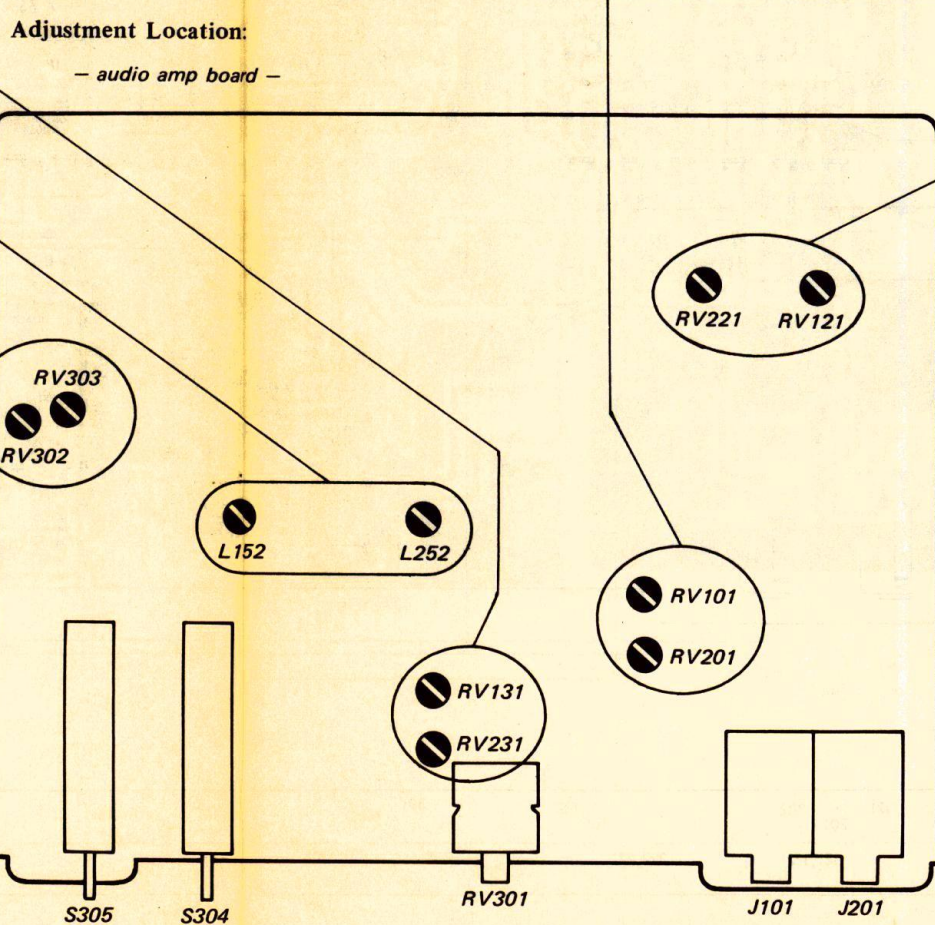 Adjustment Location:
– audio amp board –
RV221 RV121
RV303
RV302
L152 L252
RV101
RV201
RV131
RV231
S305 S304 RV301 J101 J201